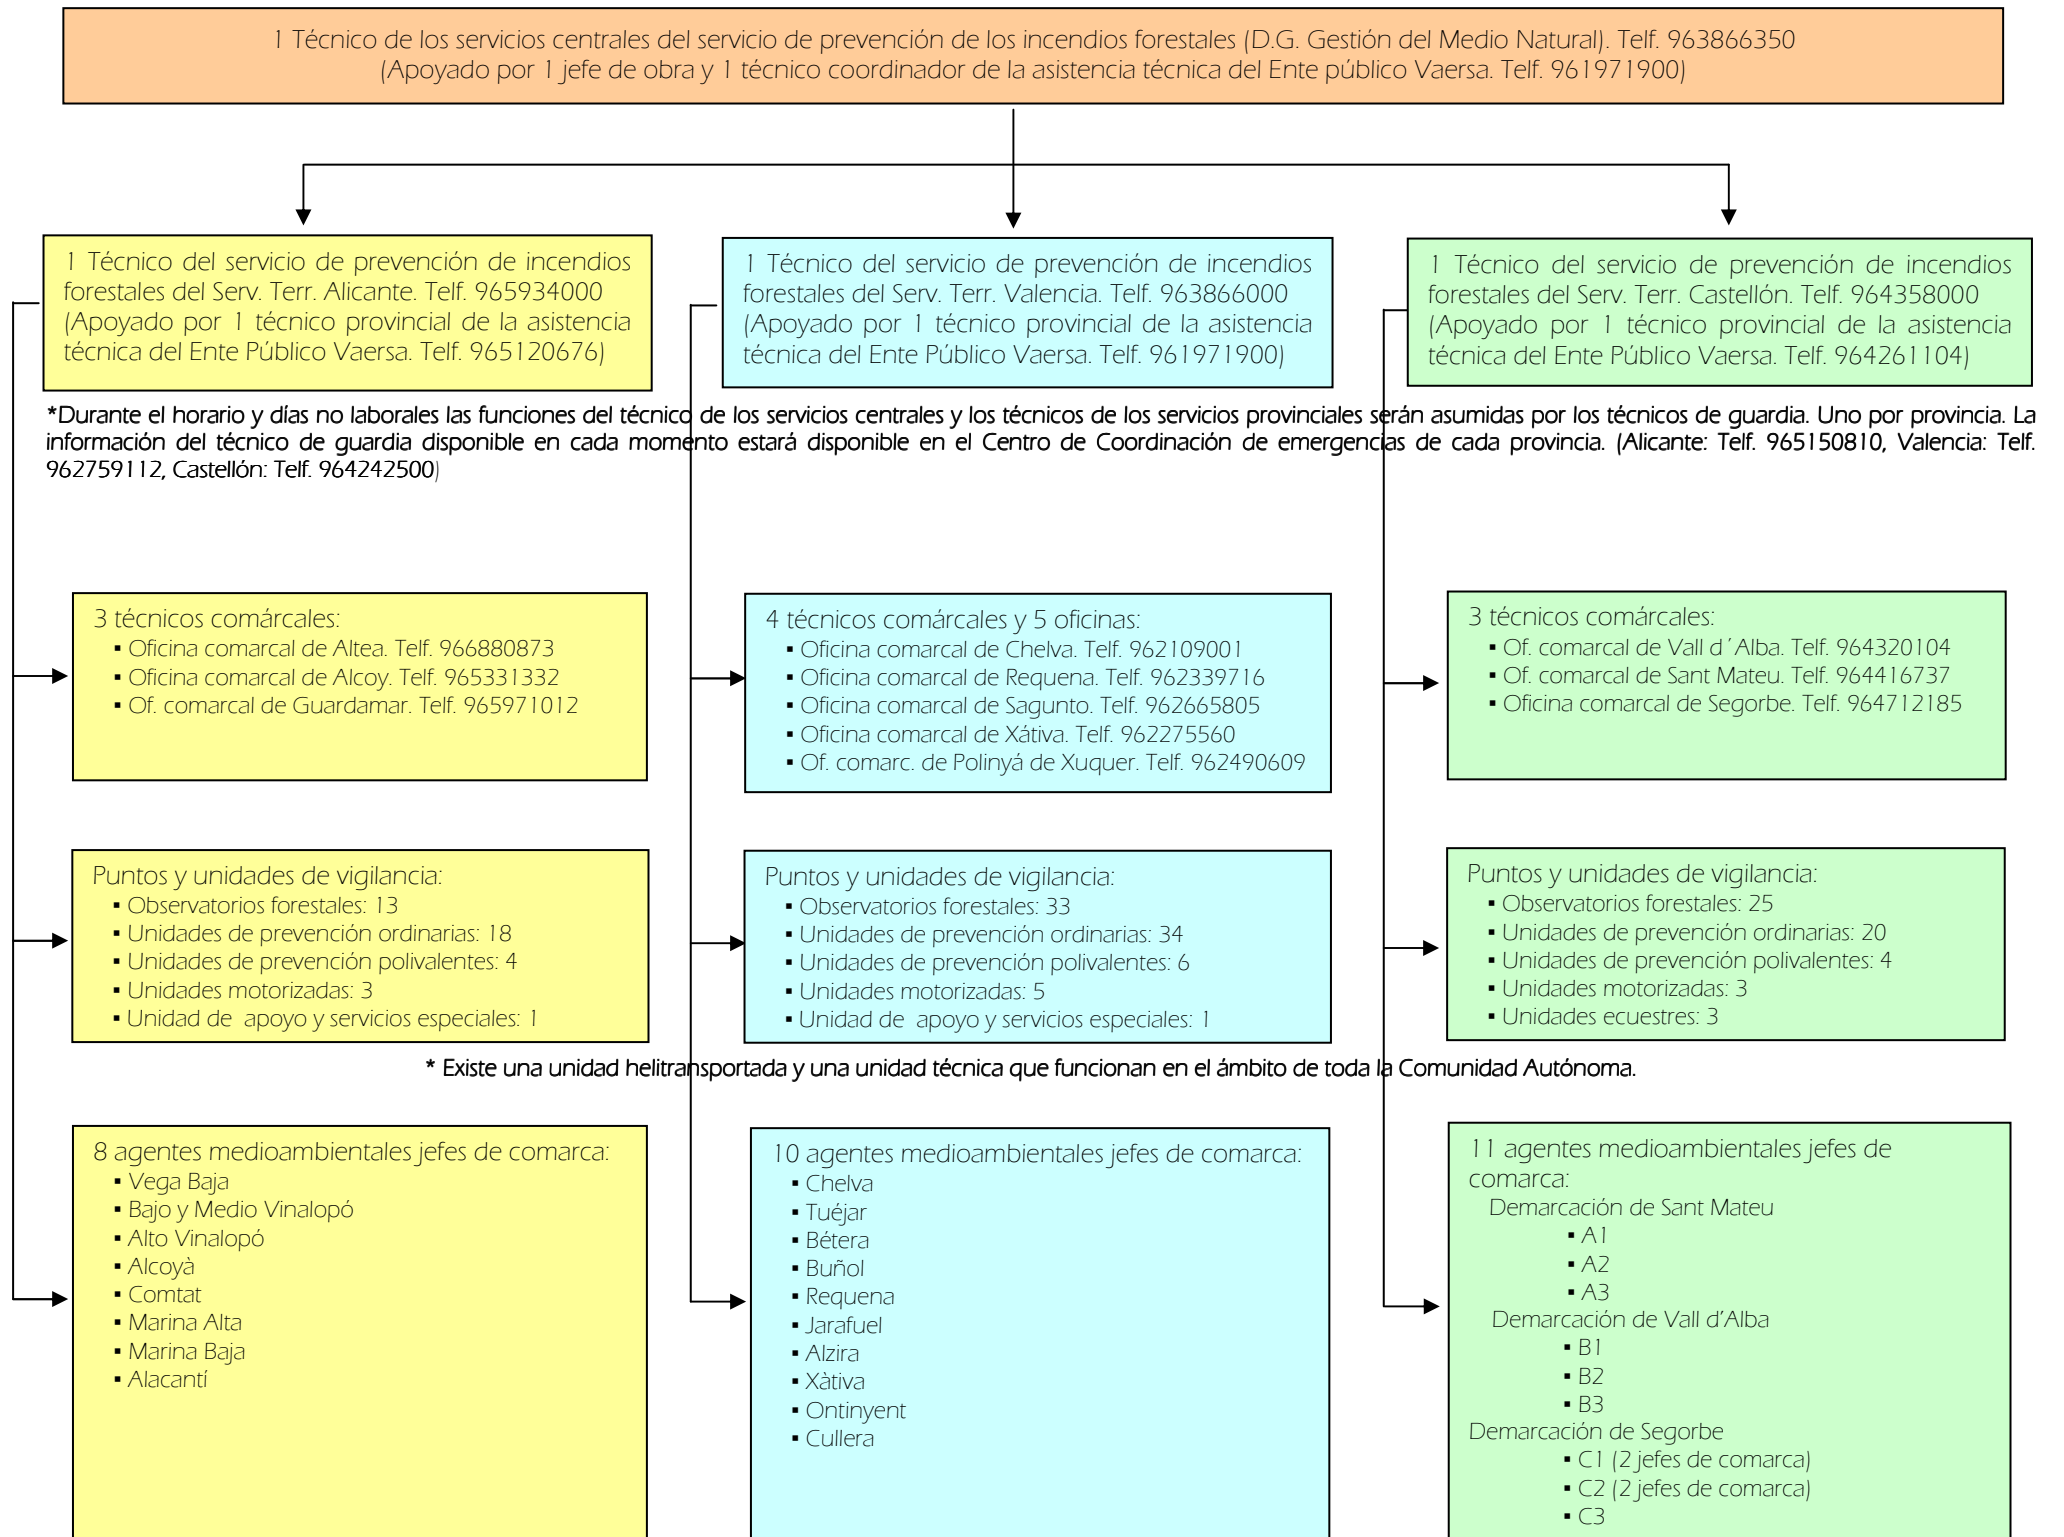 1 Técnico de los servicios centrales del servicio de prevención de los incendios forestales (D.G. Gestión del Medio Natural). Telf. 963866350
(Apoyado por 1 jefe de obra y 1 técnico coordinador de la asistencia técnica del Ente público Vaersa. Telf. 961971900)
1 Técnico del servicio de prevención de incendios
forestales del Serv. Terr. Alicante. Telf. 965934000
(Apoyado por 1 técnico provincial de la asistencia
técnica del Ente Público Vaersa. Telf. 965120676)
1 Técnico del servicio de prevención de incendios
forestales del Serv. Terr. Valencia. Telf. 963866000
(Apoyado por 1 técnico provincial de la asistencia
técnica del Ente Público Vaersa. Telf. 961971900)
1 Técnico del servicio de prevención de incendios
forestales del Serv. Terr. Castellón. Telf. 964358000
(Apoyado por 1 técnico provincial de la asistencia
técnica del Ente Público Vaersa. Telf. 964261104)
*Durante el horario y días no laborales las funciones del técnico de los servicios centrales y los técnicos de los servicios provinciales serán asumidas por los técnicos de guardia. Uno por provincia. La
información del técnico de guardia disponible en cada momento estará disponible en el Centro de Coordinación de emergencias de cada provincia. (Alicante: Telf. 965150810, Valencia: Telf.
962759112, Castellón: Telf. 964242500)
3 técnicos comárcales:
▪ Oficina comarcal de Altea. Telf. 966880873
▪ Oficina comarcal de Alcoy. Telf. 965331332
▪ Of. comarcal de Guardamar. Telf. 965971012
4 técnicos comárcales y 5 oficinas:
▪ Oficina comarcal de Chelva. Telf. 962109001
▪ Oficina comarcal de Requena. Telf. 962339716
▪ Oficina comarcal de Sagunto. Telf. 962665805
▪ Oficina comarcal de Xátiva. Telf. 962275560
▪ Of. comarc. de Polinyá de Xuquer. Telf. 962490609
3 técnicos comárcales:
▪ Of. comarcal de Vall d´Alba. Telf. 964320104
▪ Of. comarcal de Sant Mateu. Telf. 964416737
▪ Oficina comarcal de Segorbe. Telf. 964712185
Puntos y unidades de vigilancia:
▪ Observatorios forestales: 13
▪ Unidades de prevención ordinarias: 18
▪ Unidades de prevención polivalentes: 4
▪ Unidades motorizadas: 3
▪ Unidad de apoyo y servicios especiales: 1
Puntos y unidades de vigilancia:
▪ Observatorios forestales: 33
▪ Unidades de prevención ordinarias: 34
▪ Unidades de prevención polivalentes: 6
▪ Unidades motorizadas: 5
▪ Unidad de apoyo y servicios especiales: 1
Puntos y unidades de vigilancia:
▪ Observatorios forestales: 25
▪ Unidades de prevención ordinarias: 20
▪ Unidades de prevención polivalentes: 4
▪ Unidades motorizadas: 3
▪ Unidades ecuestres: 3
* Existe una unidad helitransportada y una unidad técnica que funcionan en el ámbito de toda la Comunidad Autónoma.
8 agentes medioambientales jefes de comarca:
▪ Vega Baja
▪ Bajo y Medio Vinalopó
▪ Alto Vinalopó
▪ Alcoyà
▪ Comtat
▪ Marina Alta
▪ Marina Baja
▪ Alacantí
10 agentes medioambientales jefes de comarca:
▪ Chelva
▪ Tuéjar
▪ Bétera
▪ Buñol
▪ Requena
▪ Jarafuel
▪ Alzira
▪ Xàtiva
▪ Ontinyent
▪ Cullera
11 agentes medioambientales jefes de
comarca:
Demarcación de Sant Mateu
▪ A1
▪ A2
▪ A3
Demarcación de Vall d'Alba
▪ B1
▪ B2
▪ B3
Demarcación de Segorbe
▪ C1 (2 jefes de comarca)
▪ C2 (2 jefes de comarca)
▪ C3